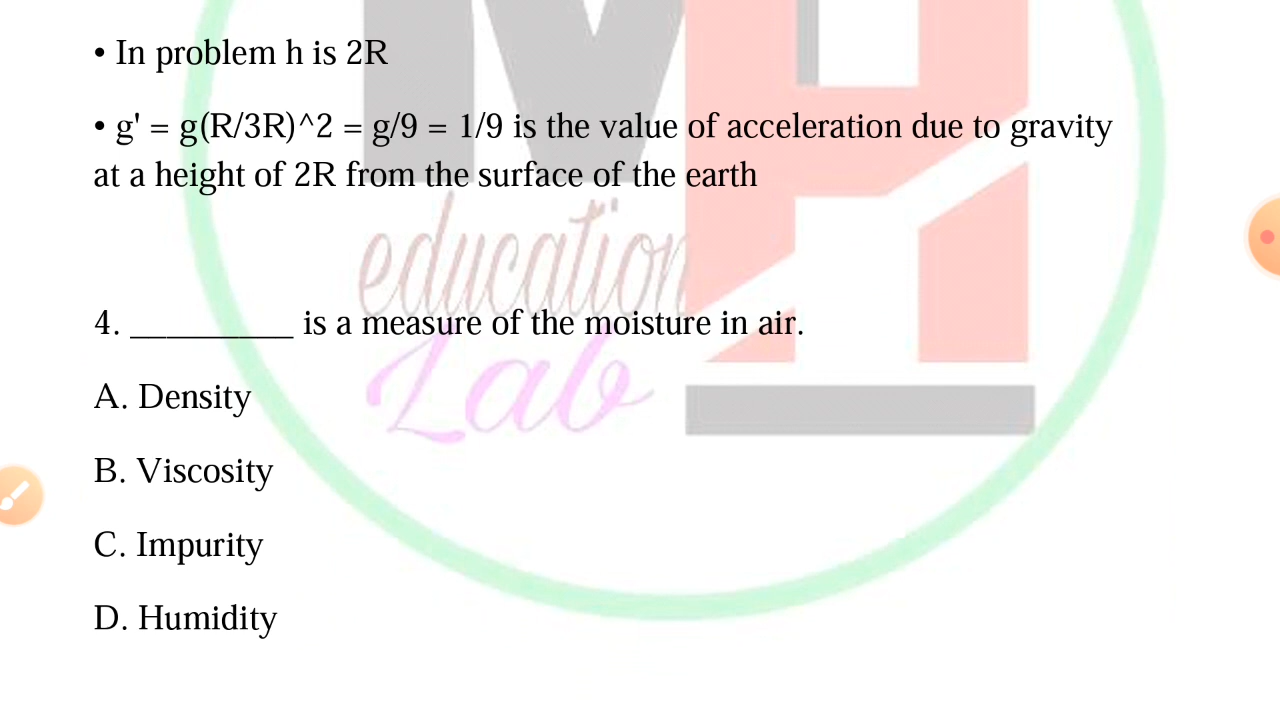 • In problem h is 2R
• g' = g(R/3R)^2 = g/9 = 1/9 is the value of acceleration due to gravity
at a height of 2R from the surface of the earth
education
Lab
4. _________ is a measure of the moisture in air.
A. Density
B. Viscosity
C. Impurity
D. Humidity